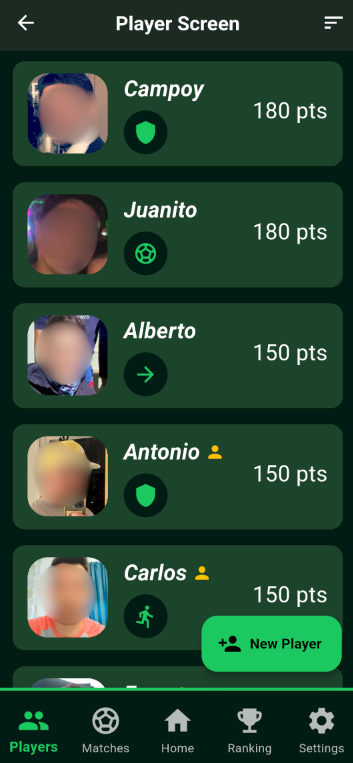 Player Screen
Campoy
180 pts
Juanito
180 pts
Alberto
150 pts
Antonio
150 pts
Carlos
150 pts
New Player
Players
Matches
Home
Ranking
Settings